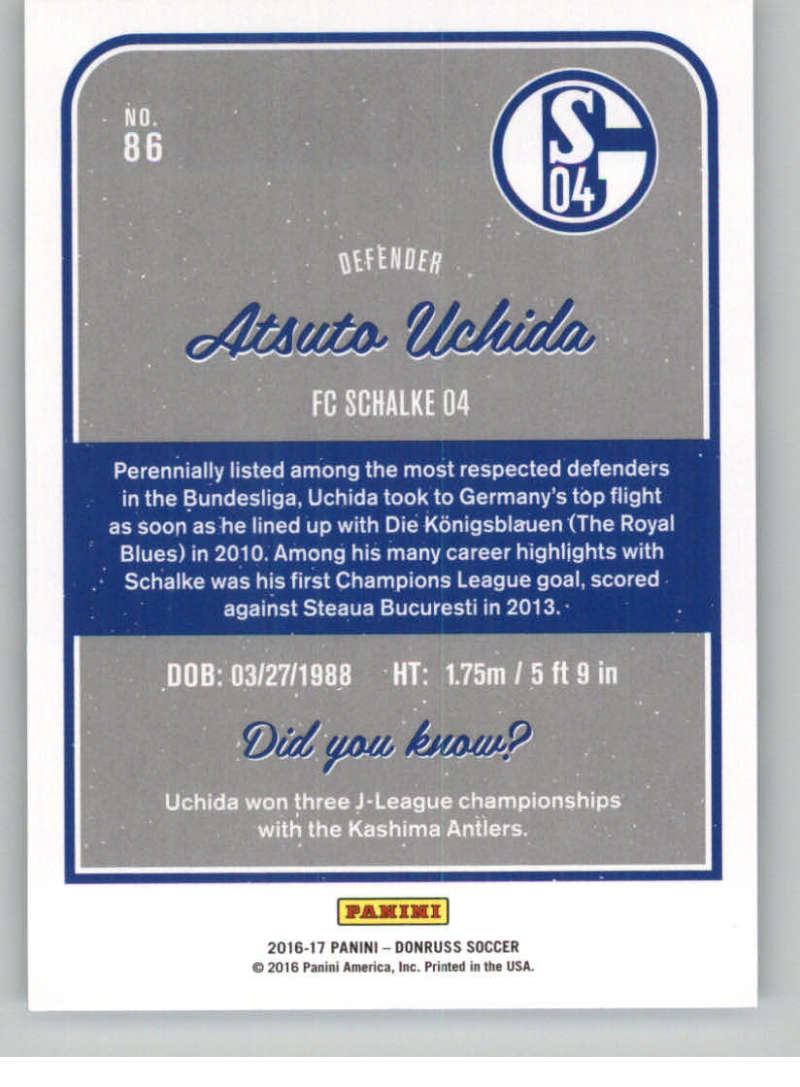 NO.
86
S
04
DEFENDER
Atsuto Uchida
FC SCHALKE 04
Perennially listed among the most respected defenders
in the Bundesliga, Uchida took to Germany's top flight
as soon as he lined up with Die Königsblauen (The Royal
Blues) in 2010. Among his many career highlights with
Schalke was his first Champions League goal, scored
against Steaua Bucuresti in 2013.
DOB: 03/27/1988 HT: 1.75m / 5 ft 9 in
Did you know?
Uchida won three J-League championships
with the Kashima Antlers.
PANINI
2016-17 PANINI – DONRUSS SOCCER
© 2016 Panini America, Inc. Printed in the USA.